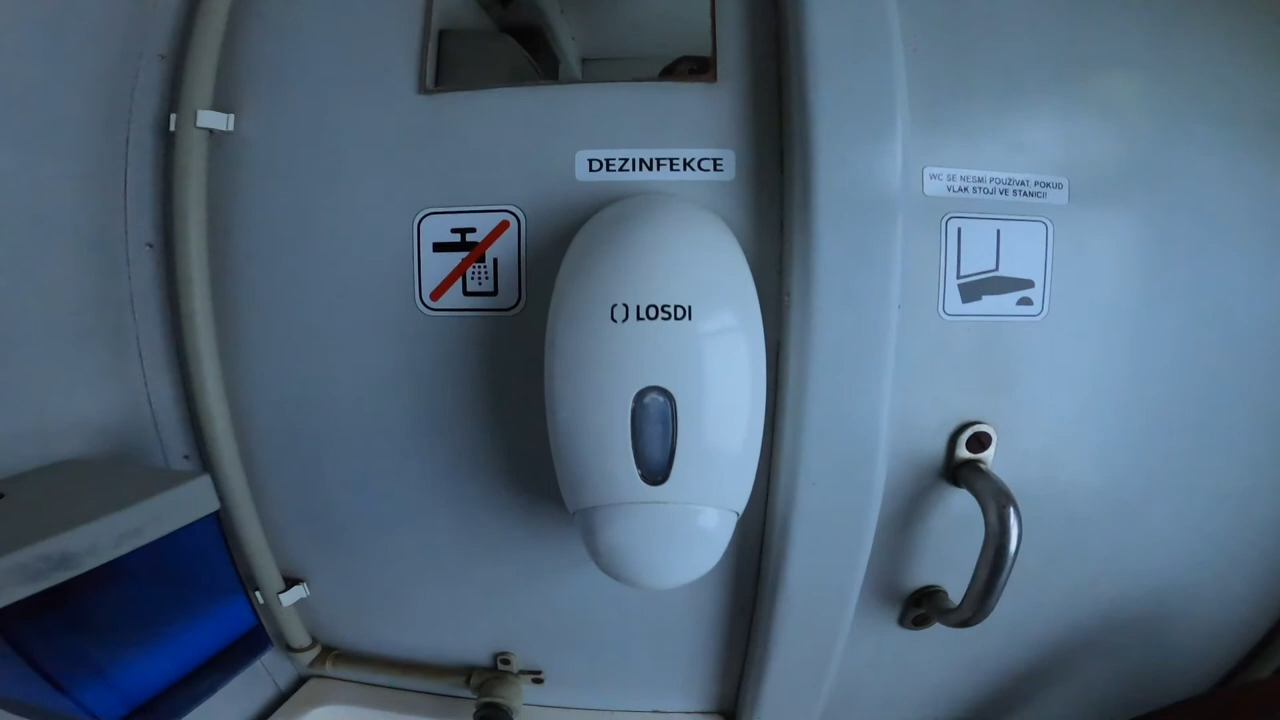 DEZINFEKCE
WC SE NESMÍ POUŽÍVAT, POKUD
VLAK STOJÍ VE STANICI!
LOSDI